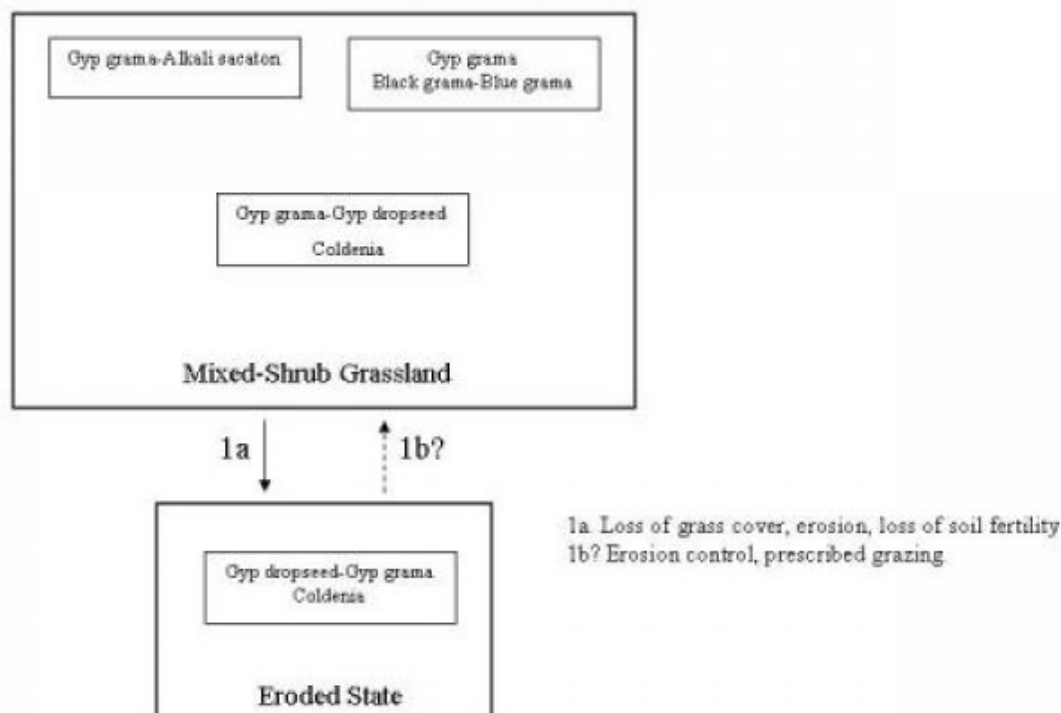 Gyp grama-Alkali sacaton
Gyp grama
Black grama-Blue grama
Gyp grama-Gyp dropseed
Coldenia
Mixed-Shrub Grassland
1a
1b?
1a. Loss of grass cover, erosion, loss of soil fertility
1b? Erosion control, prescribed grazing.
Gyp dropseed-Gyp grama
Coldenia
Eroded State